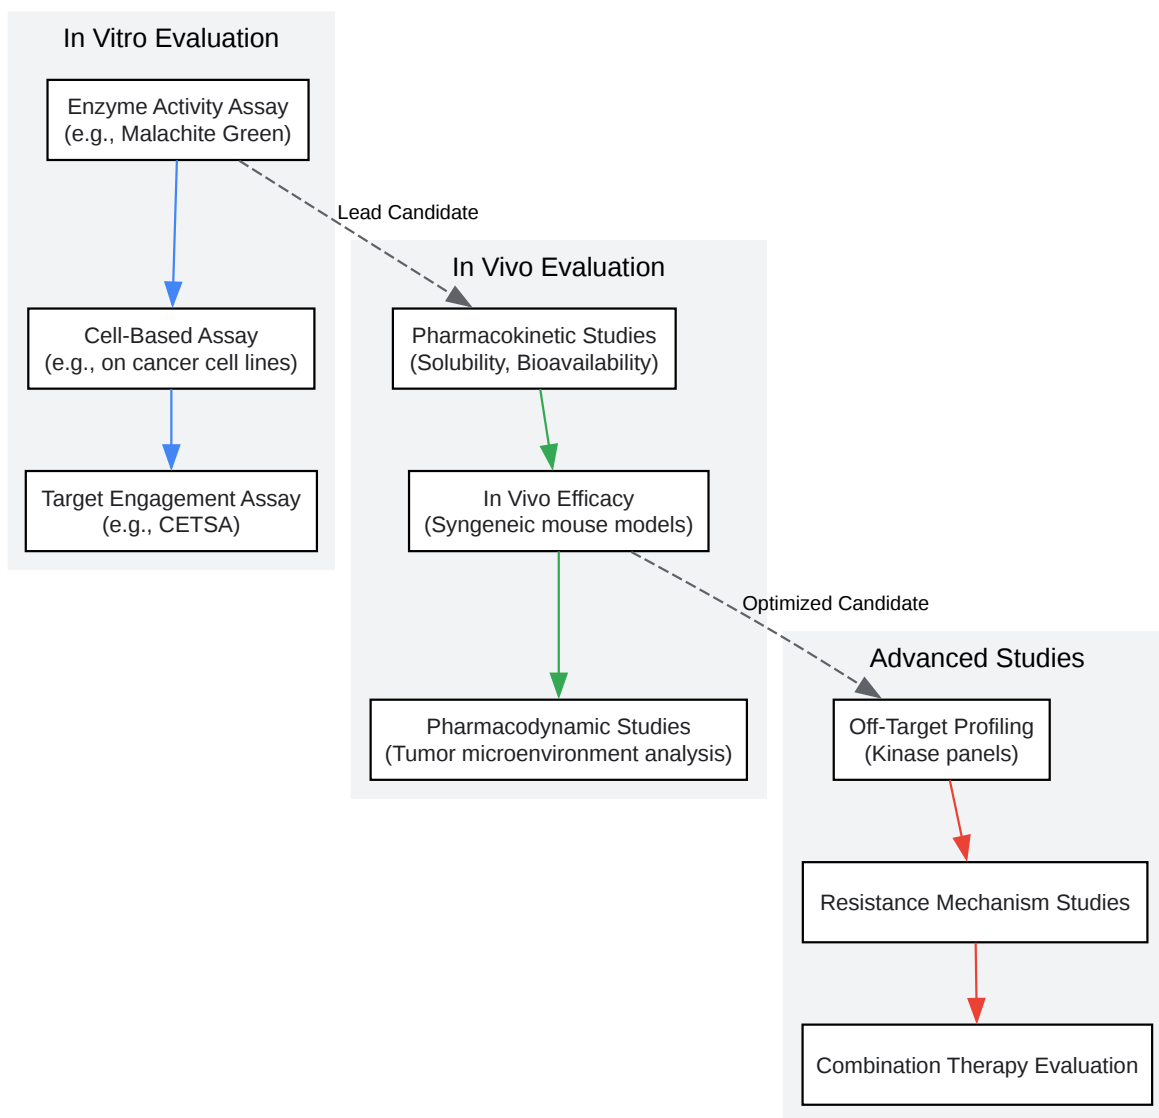 In Vitro Evaluation
Enzyme Activity Assay
(e.g., Malachite Green)
Lead Candidate
In Vivo Evaluation
Cell-Based Assay
(e.g., on cancer cell lines)
Pharmacokinetic Studies
(Solubility, Bioavailability)
Target Engagement Assay
(e.g., CETSA)
In Vivo Efficacy
(Syngeneic mouse models)
Optimized Candidate
Advanced Studies
Pharmacodynamic Studies
(Tumor microenvironment analysis)
Off-Target Profiling
(Kinase panels)
Resistance Mechanism Studies
Combination Therapy Evaluation